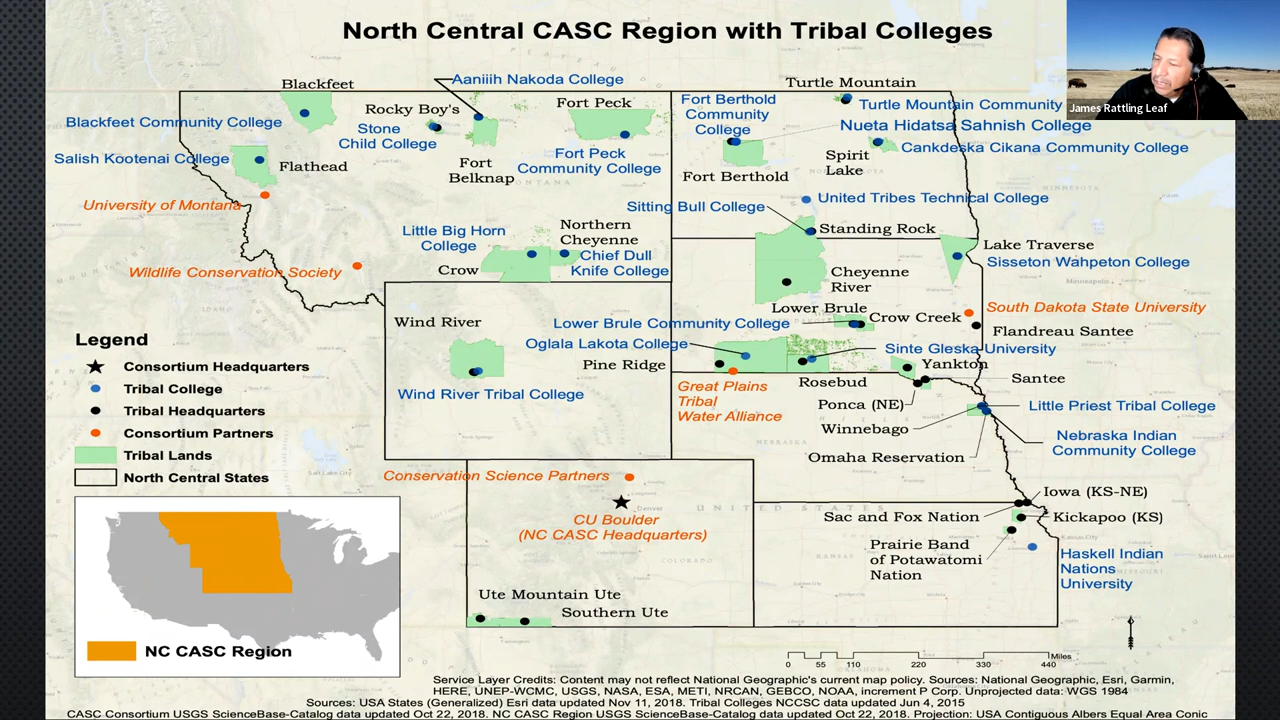 North Central CASC Region with Tribal Colleges
James Rattling Leaf
Blackfeet
Aaniiih Nakoda College
Turtle Mountain
Rocky Boy's
Fort Peck
Fort Berthold
Community
College
Turtle Mountain Community
Blackfeet Community College
Stone
Child College
Nueta Hidatsa Sahnish College
Cankdeska Cikana Community College
Salish Kootenai College
Flathead
Fort
Belknap
Fort Peck
Community College
Fort Berthold
Spirit
Lake
University of Montana
Sitting Bull College
United Tribes Technical College
Little Big Horn
College
Northern
Cheyenne
Standing Rock
Chief Dull
Knife College
Lake Traverse
Sisseton Wahpeton College
Wildlife Conservation Society
Crow
Cheyenne
River
Lower Brule
Crow Creek
South Dakota State University
Wind River
Lower Brule Community College
Flandreau Santee
Oglala Lakota College
Sinte Gleska University
Pine Ridge
Yankton
Rosebud
Santee
Wind River Tribal College
Great Plains
Tribal
Water Alliance
Ponca (NE)
Little Priest Tribal College
Winnebago
Nebraska Indian
Community College
Omaha Reservation
Legend
Consortium Headquarters
Tribal College
Tribal Headquarters
Consortium Partners
Tribal Lands
North Central States
Conservation Science Partners
Denver
CU Boulder
(NC CASC Headquarters)
Iowa (KS-NE)
Sac and Fox Nation
Kickapoo (KS)
Prairie Band
of Potawatomi
Nation
Haskell Indian
Nations
University
Ute Mountain Ute
Southern Ute
MONTANA
NEBRASKA
UNITED STATES
COLORADO
KANSAS
NC CASC Region
Miles
0 55 110 220 330 440
Service Layer Credits: Content may not reflect National Geographic's current map policy. Sources: National Geographic, Esri, Garmin,
HERE, UNEP-WCMC, USGS, NASA, ESA, METI, NRCAN, GEBCO, NOAA, increment P Corp. Unprojected data: WGS 1984
Sources: USA States (Generalized) Esri data updated Nov 11, 2018. Tribal Colleges NCCSC data updated Jun 4, 2015
CASC Consortium USGS ScienceBase-Catalog data updated Oct 22, 2018. NC CASC Region USGS ScienceBase-Catalog data updated Oct 22, 2018. Projection: USA Contiguous Albers Equal Area Conic